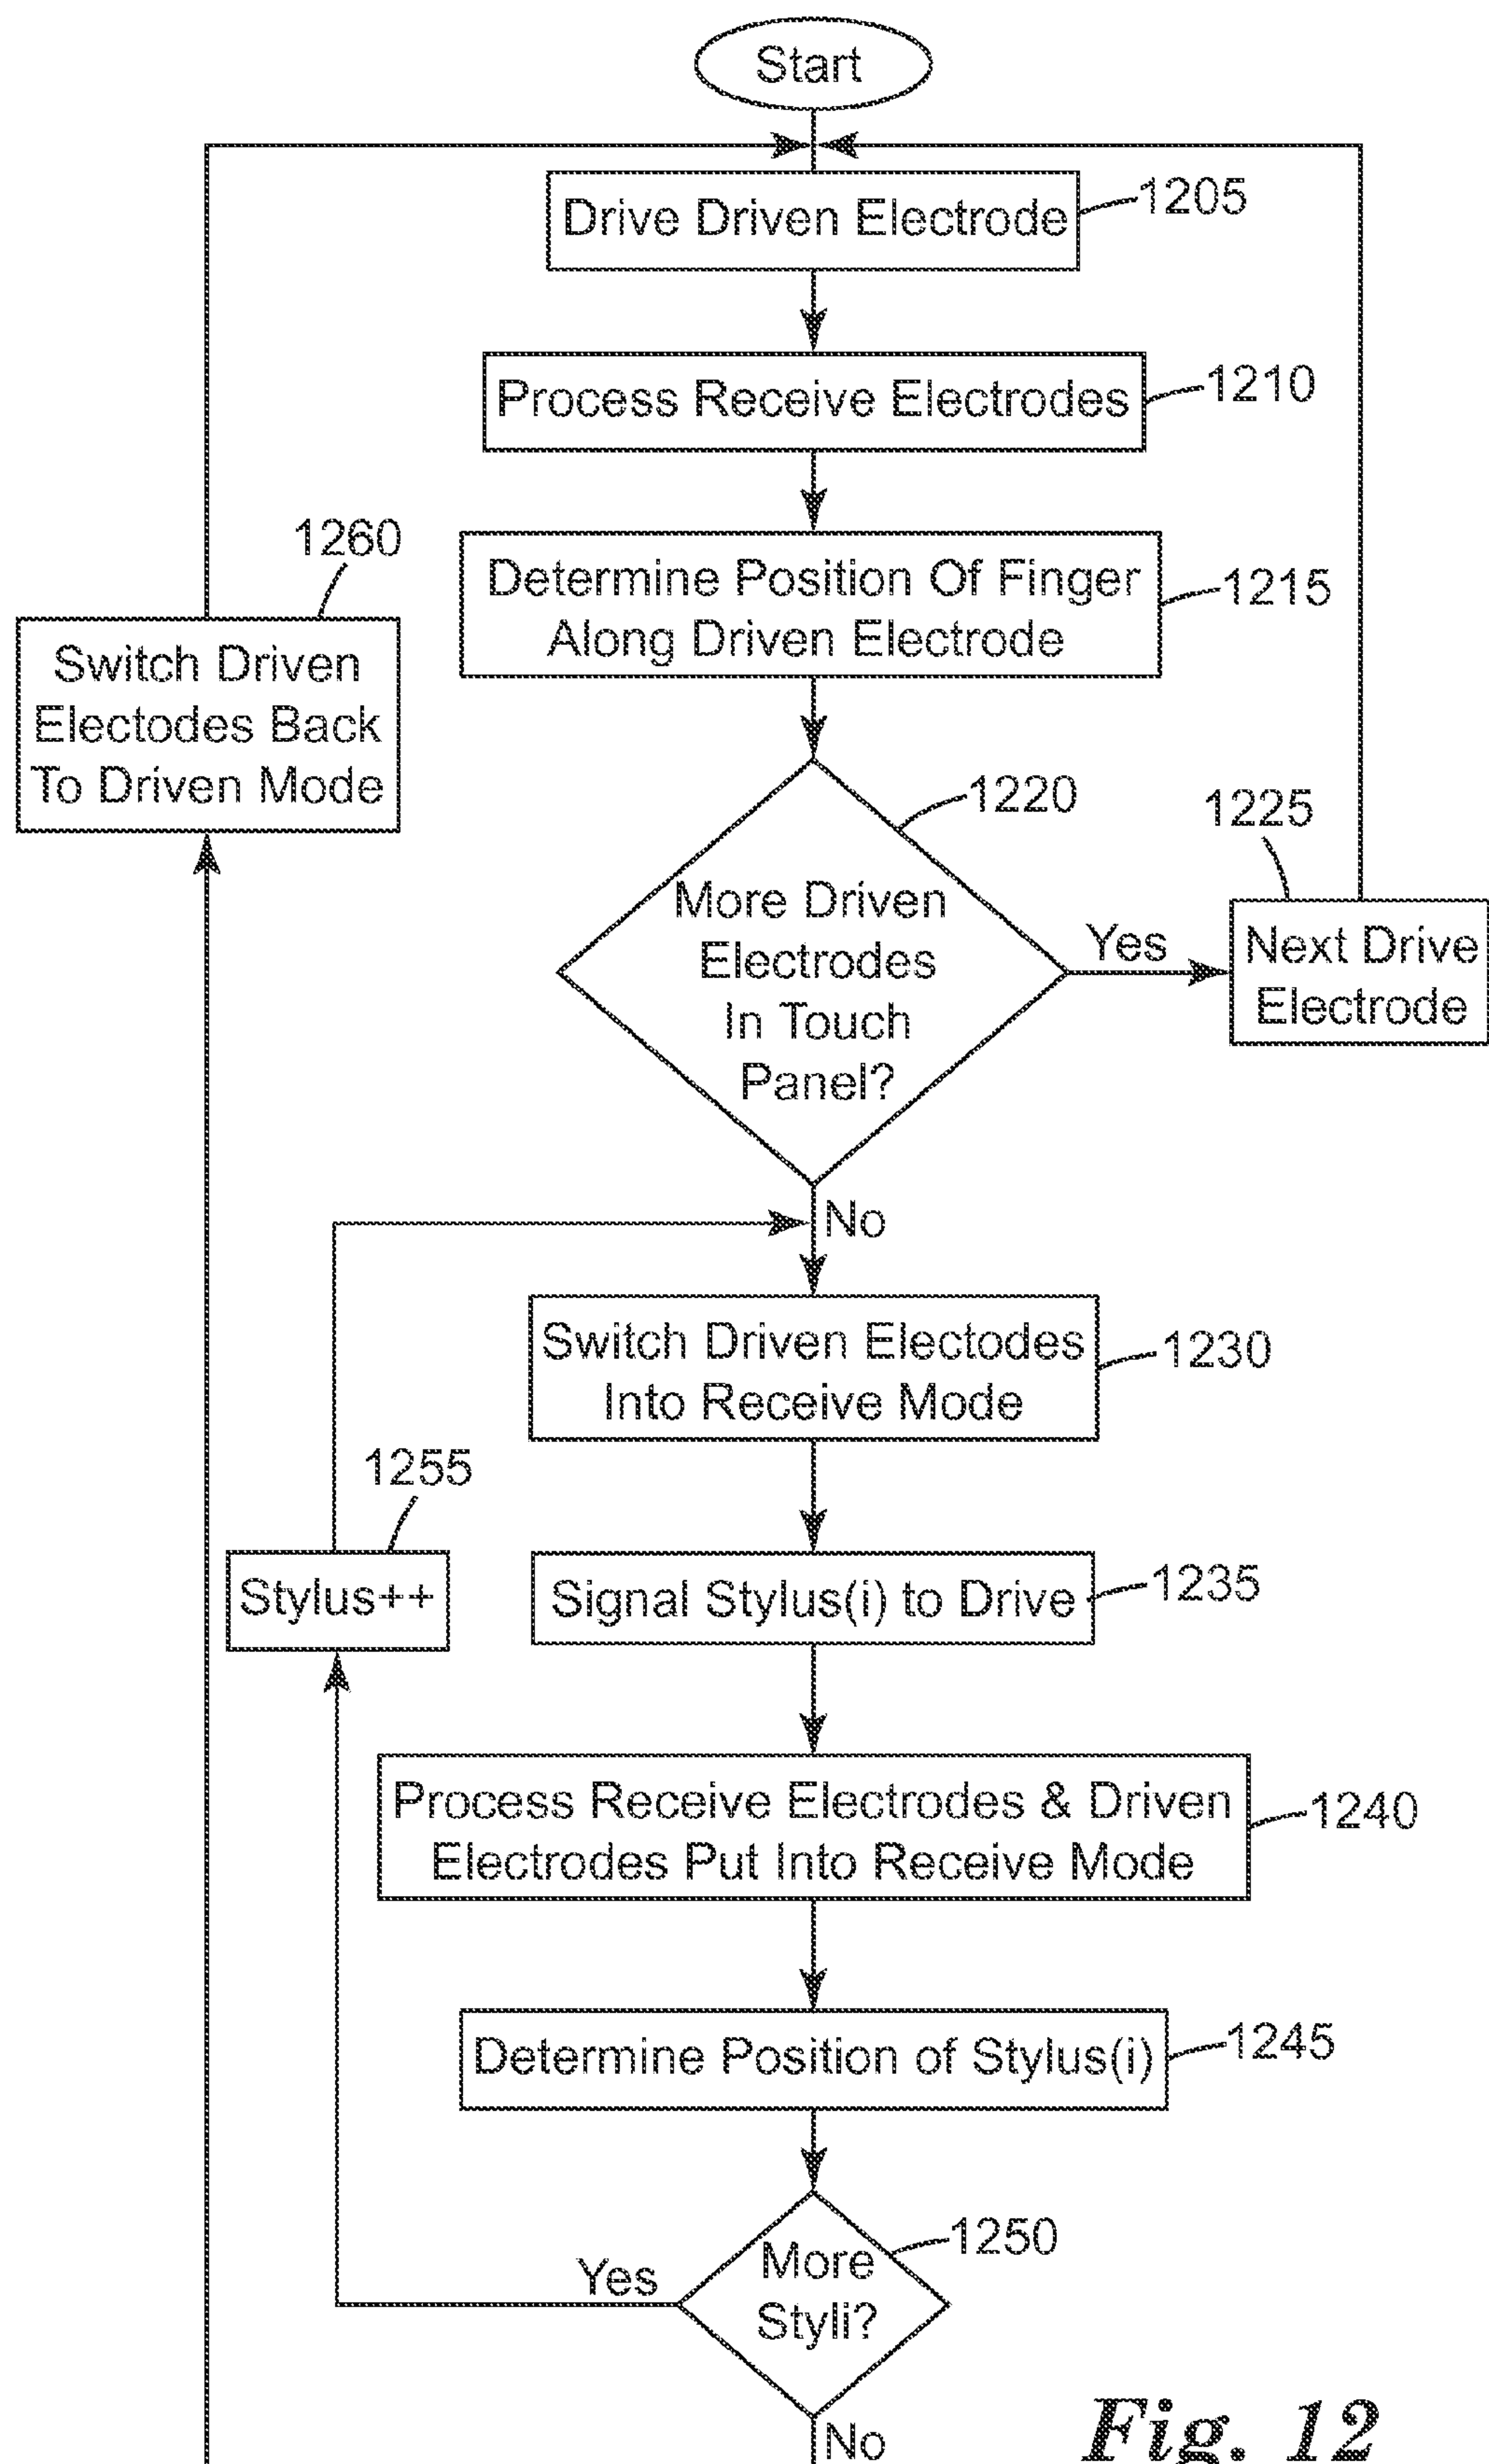 Start
Drive Driven Electrode
1205
Process Receive Electrodes
1210
Determine Position Of Finger
Along Driven Electrode
1215
1260
Switch Driven
Electodes Back
To Driven Mode
1220
More Driven
Electrodes
In Touch
Panel?
Yes
1225
Next Drive
Electrode
No
Switch Driven Electodes
Into Receive Mode
1230
1255
Stylus++
Signal Stylus(i) to Drive
1235
Process Receive Electrodes & Driven
Electrodes Put Into Receive Mode
1240
Determine Position of Stylus(i)
1245
More
Styli?
1250
Yes
No
Fig. 12